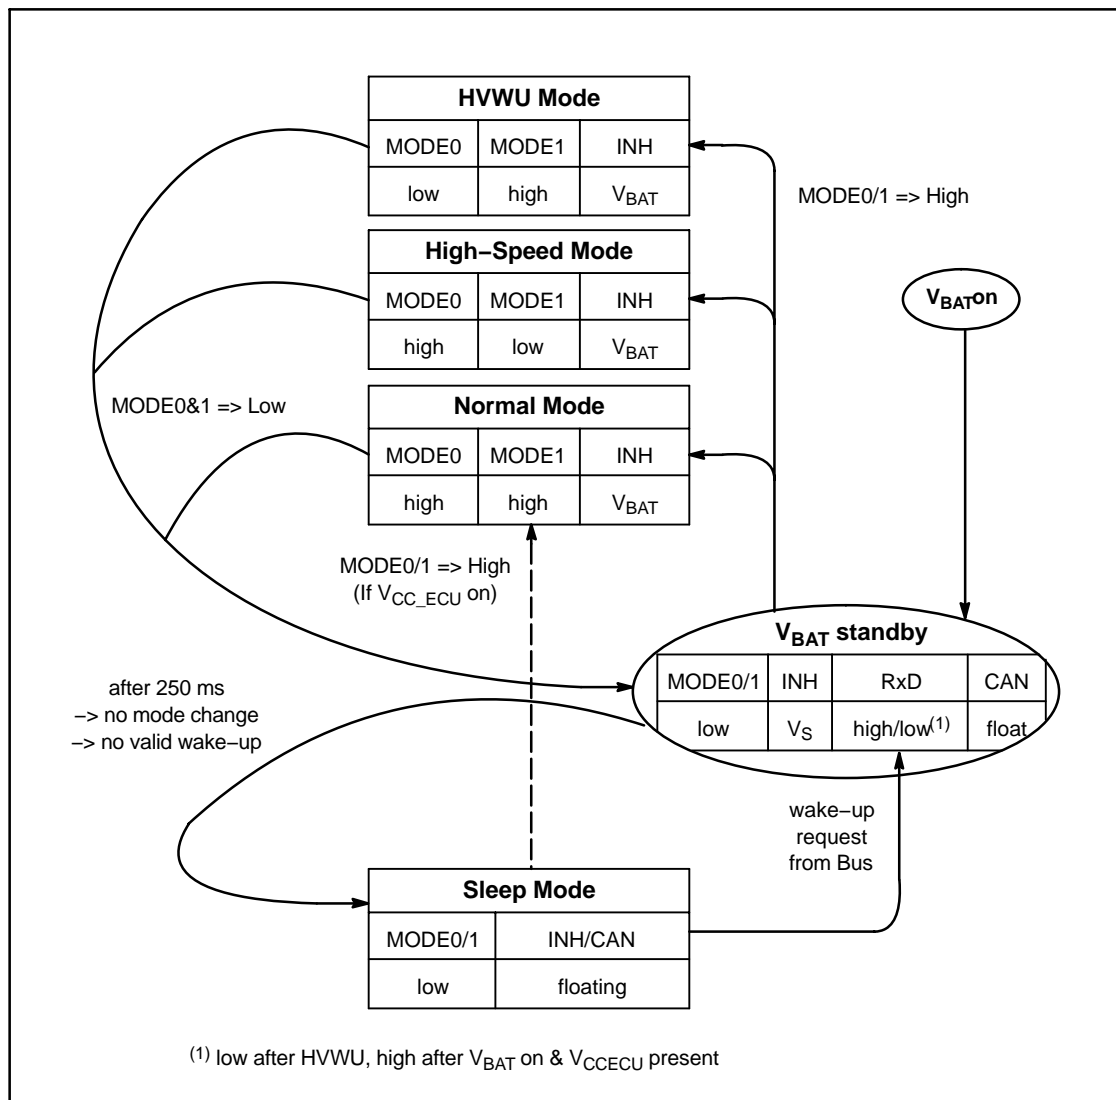 HVWU Mode
MODE0 MODE1 INH
low high VBAT
MODE0/1 => High
High−Speed Mode
MODE0 MODE1 INH
high low VBAT
VBATon
MODE0&1 => Low
Normal Mode
MODE0 MODE1 INH
high high VBAT
MODE0/1 => High
(If VCC_ECU on)
VBAT standby
MODE0/1 INH RxD CAN
low VS high/low(1) float
after 250 ms
−> no mode change
−> no valid wake−up
wake−up
request
from Bus
Sleep Mode
MODE0/1 INH/CAN
low floating
(1) low after HVWU, high after VBAT on & VCCECU present